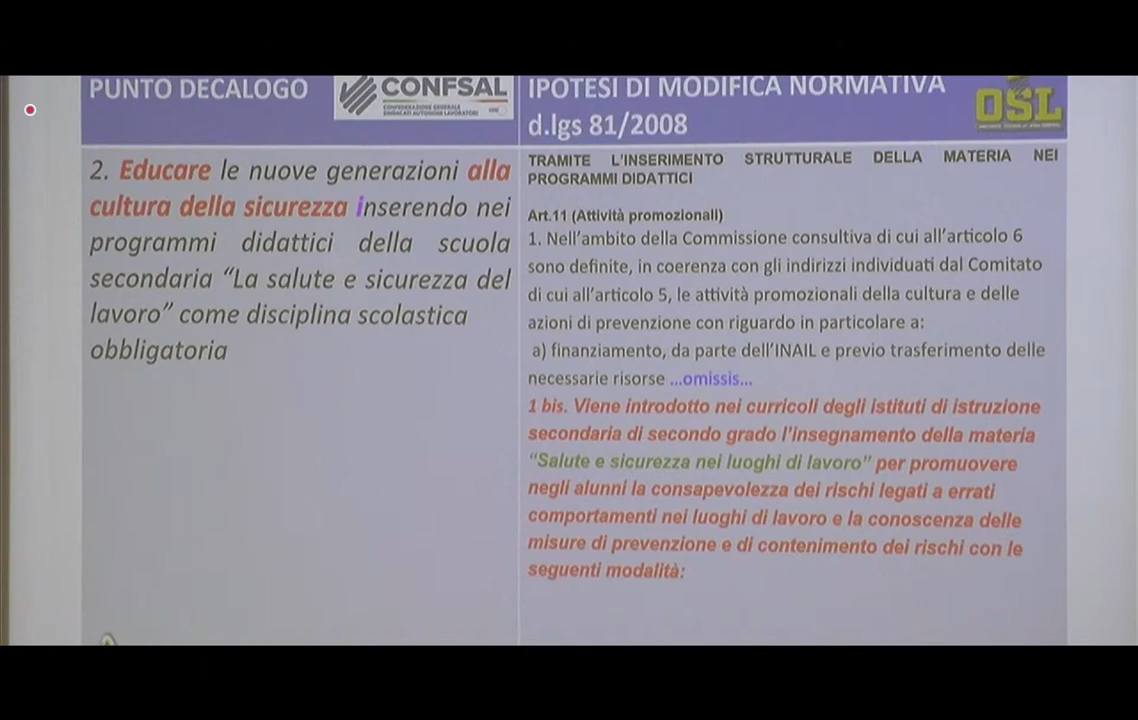 PUNTO DECALOGO
CONFSAL
CONFEDERAZIONE GENERALE
SINDACATI AUTONOMI LAVORATORI
IPOTESI DI MODIFICA NORMATIVA
d.lgs 81/2008
OSL
2. Educare le nuove generazioni alla
cultura della sicurezza inserendo nei
programmi didattici della scuola
secondaria “La salute e sicurezza del
lavoro” come disciplina scolastica
obbligatoria
TRAMITE L’INSERIMENTO STRUTTURALE DELLA MATERIA NEI
PROGRAMMI DIDATTICI
Art.11 (Attività promozionali)
1. Nell’ambito della Commissione consultiva di cui all’articolo 6
sono definite, in coerenza con gli indirizzi individuati dal Comitato
di cui all’articolo 5, le attività promozionali della cultura e delle
azioni di prevenzione con riguardo in particolare a:
a) finanziamento, da parte dell’INAIL e previo trasferimento delle
necessarie risorse ...omissis...
1 bis. Viene introdotto nei curricoli degli istituti di istruzione
secondaria di secondo grado l’insegnamento della materia
“Salute e sicurezza nei luoghi di lavoro” per promuovere
negli alunni la consapevolezza dei rischi legati a errati
comportamenti nei luoghi di lavoro e la conoscenza delle
misure di prevenzione e di contenimento dei rischi con le
seguenti modalità: